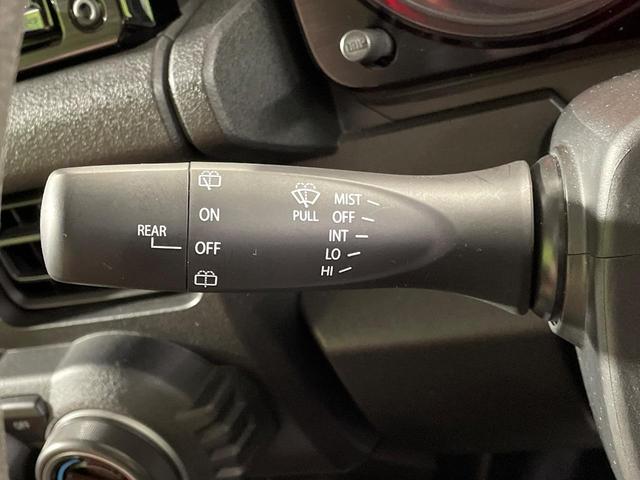 MIST
ON
PULL
OFF
REAR
INT
OFF
LO
HI